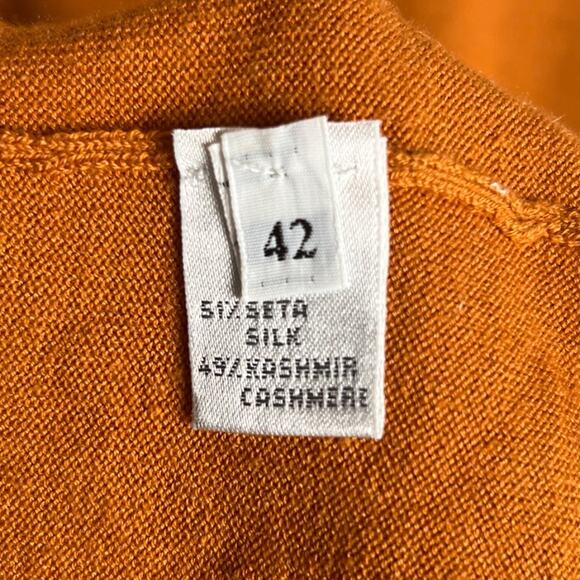 42
51% SETA
SILK
49% KASHMIR
CASHMERE